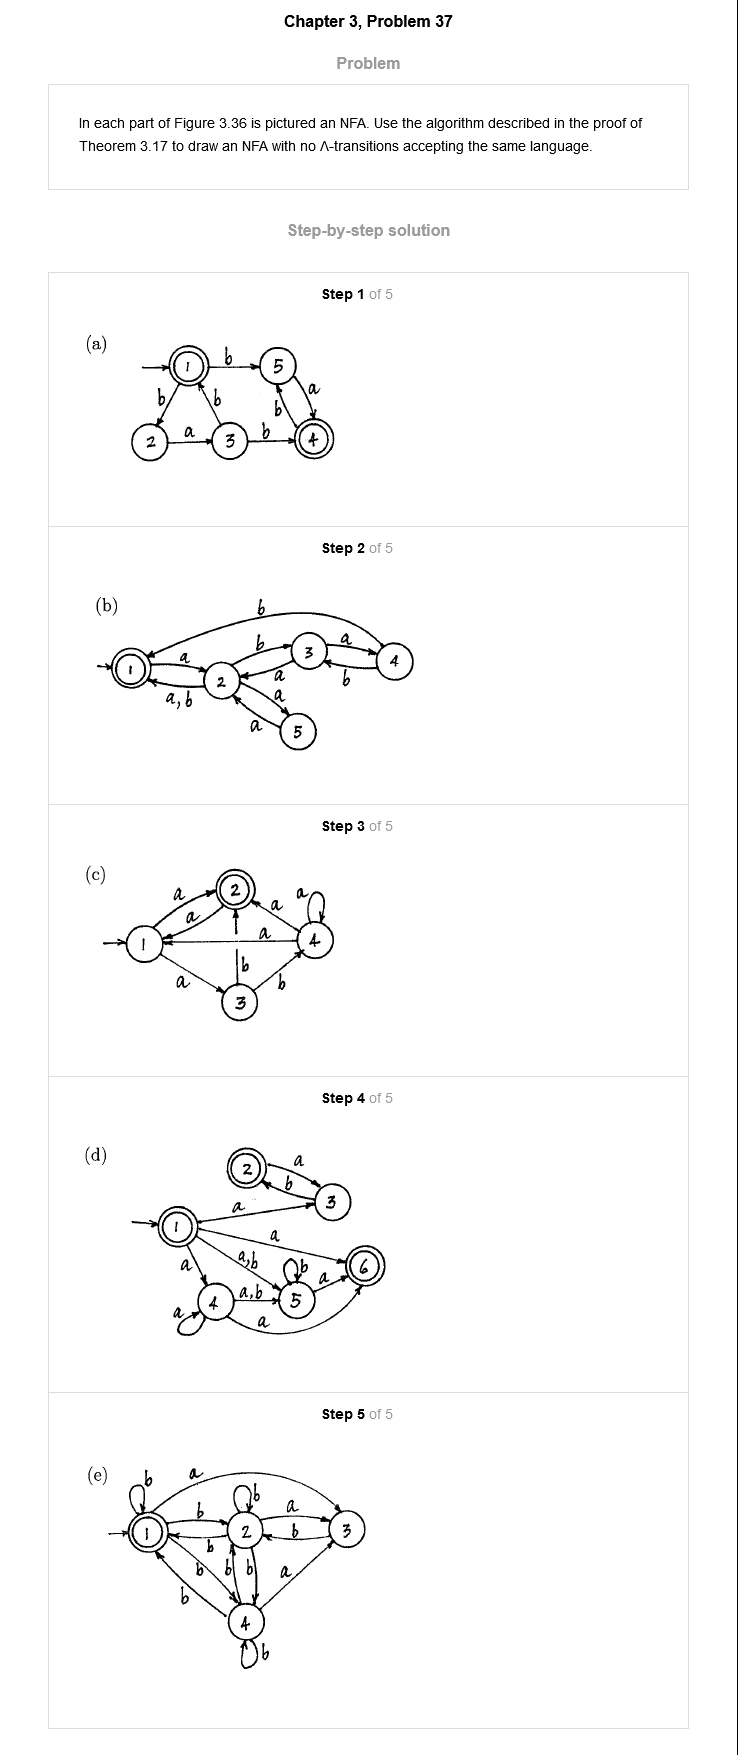 Chapter 3, Problem 37
Problem
In each part of Figure 3.36 is pictured an NFA. Use the algorithm described in the proof of
Theorem 3.17 to draw an NFA with no Λ-transitions accepting the same language.
Step-by-step solution
Step 1 of 5
(a)
1 b 5
b b b a
2 a 3 b 4
Step 2 of 5
(b)
b
1 a 2 b 3 a 4
a, b a a b
a 5
Step 3 of 5
(c)
a 2 a a
a
1 a 4
a b b
3
Step 4 of 5
(d)
2 a
b 3
a
1 a
a a,b b 6
4 a,b 5 a
a a
Step 5 of 5
(e)
b a
b b a
1 2 b 3
b
b b b a
b
4
b